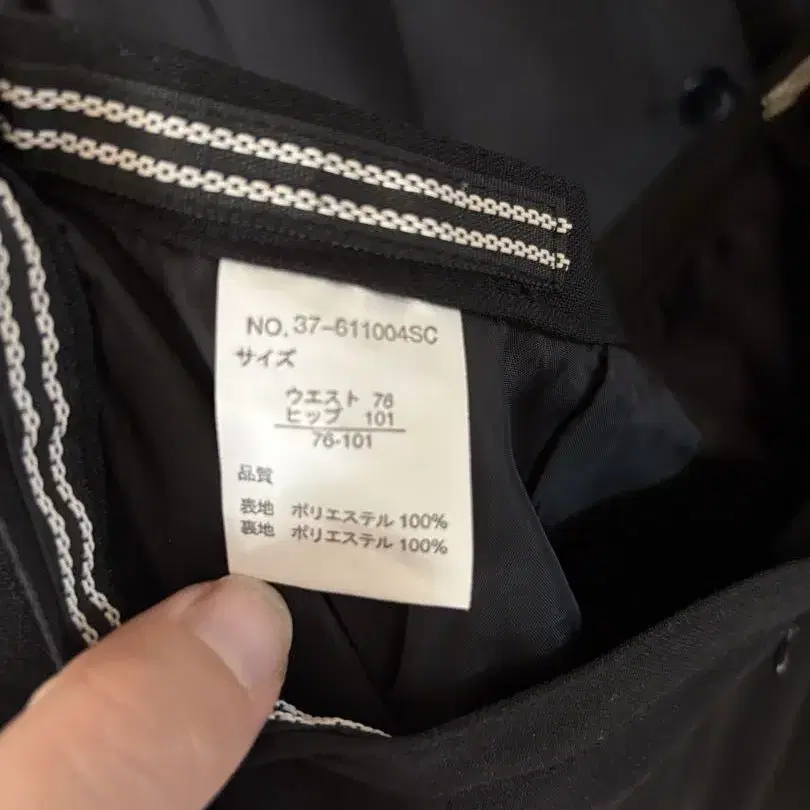 NO. 37-611004SC
サイズ
ウエスト 76
ヒップ 101
76-101
品質
表地 ポリエステル 100%
裏地 ポリエステル 100%